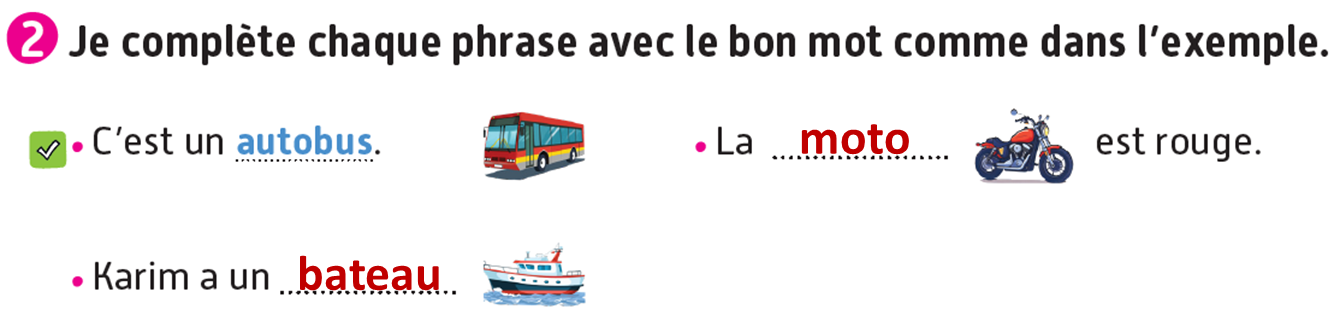 2 Je complète chaque phrase avec le bon mot comme dans l'exemple.
• C'est un autobus.
• La moto est rouge.
• Karim a un bateau